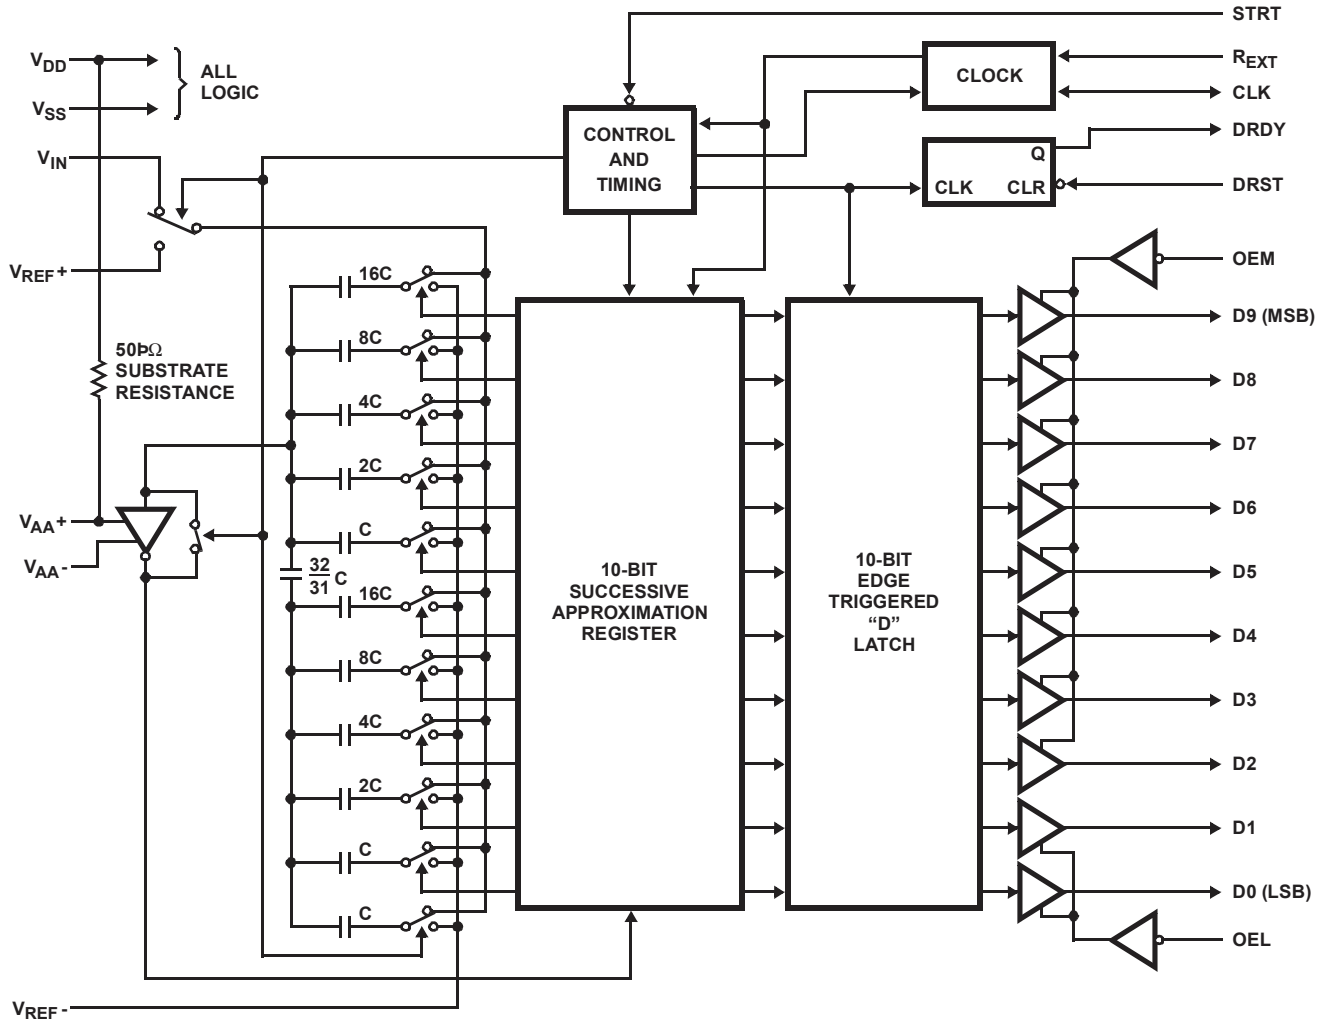 STRT
VDD
ALL
LOGIC
VSS
REXT
CLOCK
CLK
CONTROL
AND
TIMING
DRDY
Q
CLK CLR
DRST
VIN
VREF+
OEM
16C
D9 (MSB)
8C
D8
50ÞΩ
SUBSTRATE
RESISTANCE
4C
D7
2C
D6
VAA+
VAA-
C
D5
32
31
C
10-BIT
SUCCESSIVE
APPROXIMATION
REGISTER
10-BIT
EDGE
TRIGGERED
“D”
LATCH
16C
D4
8C
D3
4C
D2
2C
D1
C
D0 (LSB)
C
OEL
VREF-